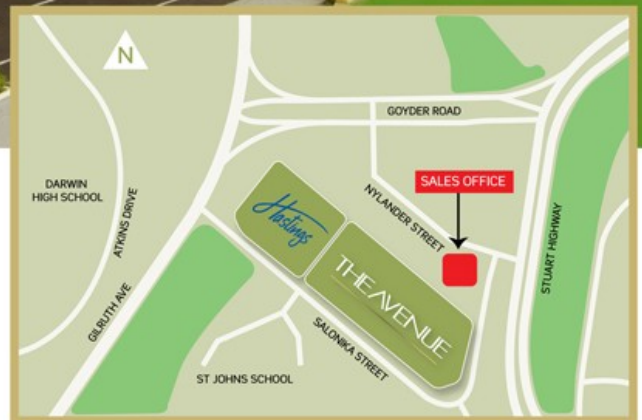 N
GOYDER ROAD
DARWIN
HIGH SCHOOL
ATKINS DRIVE
SALES OFFICE
NYLANDER STREET
Hastings
THE AVENUE
STUART HIGHWAY
GILRUTH AVE
SALONIKA STREET
ST JOHNS SCHOOL